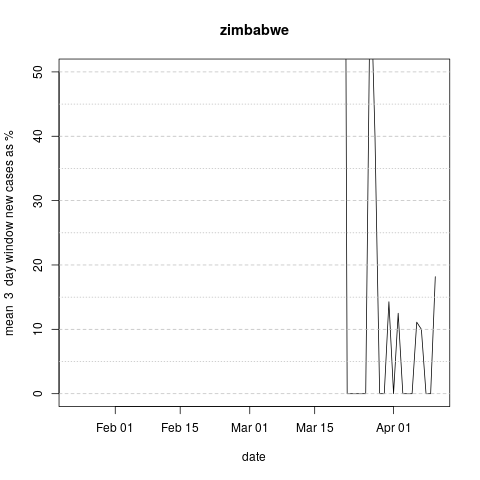 zimbabwe
mean  3  day window new cases as %
50
40
30
20
10
0
Feb 01
Feb 15
Mar 01
Mar 15
Apr 01
date